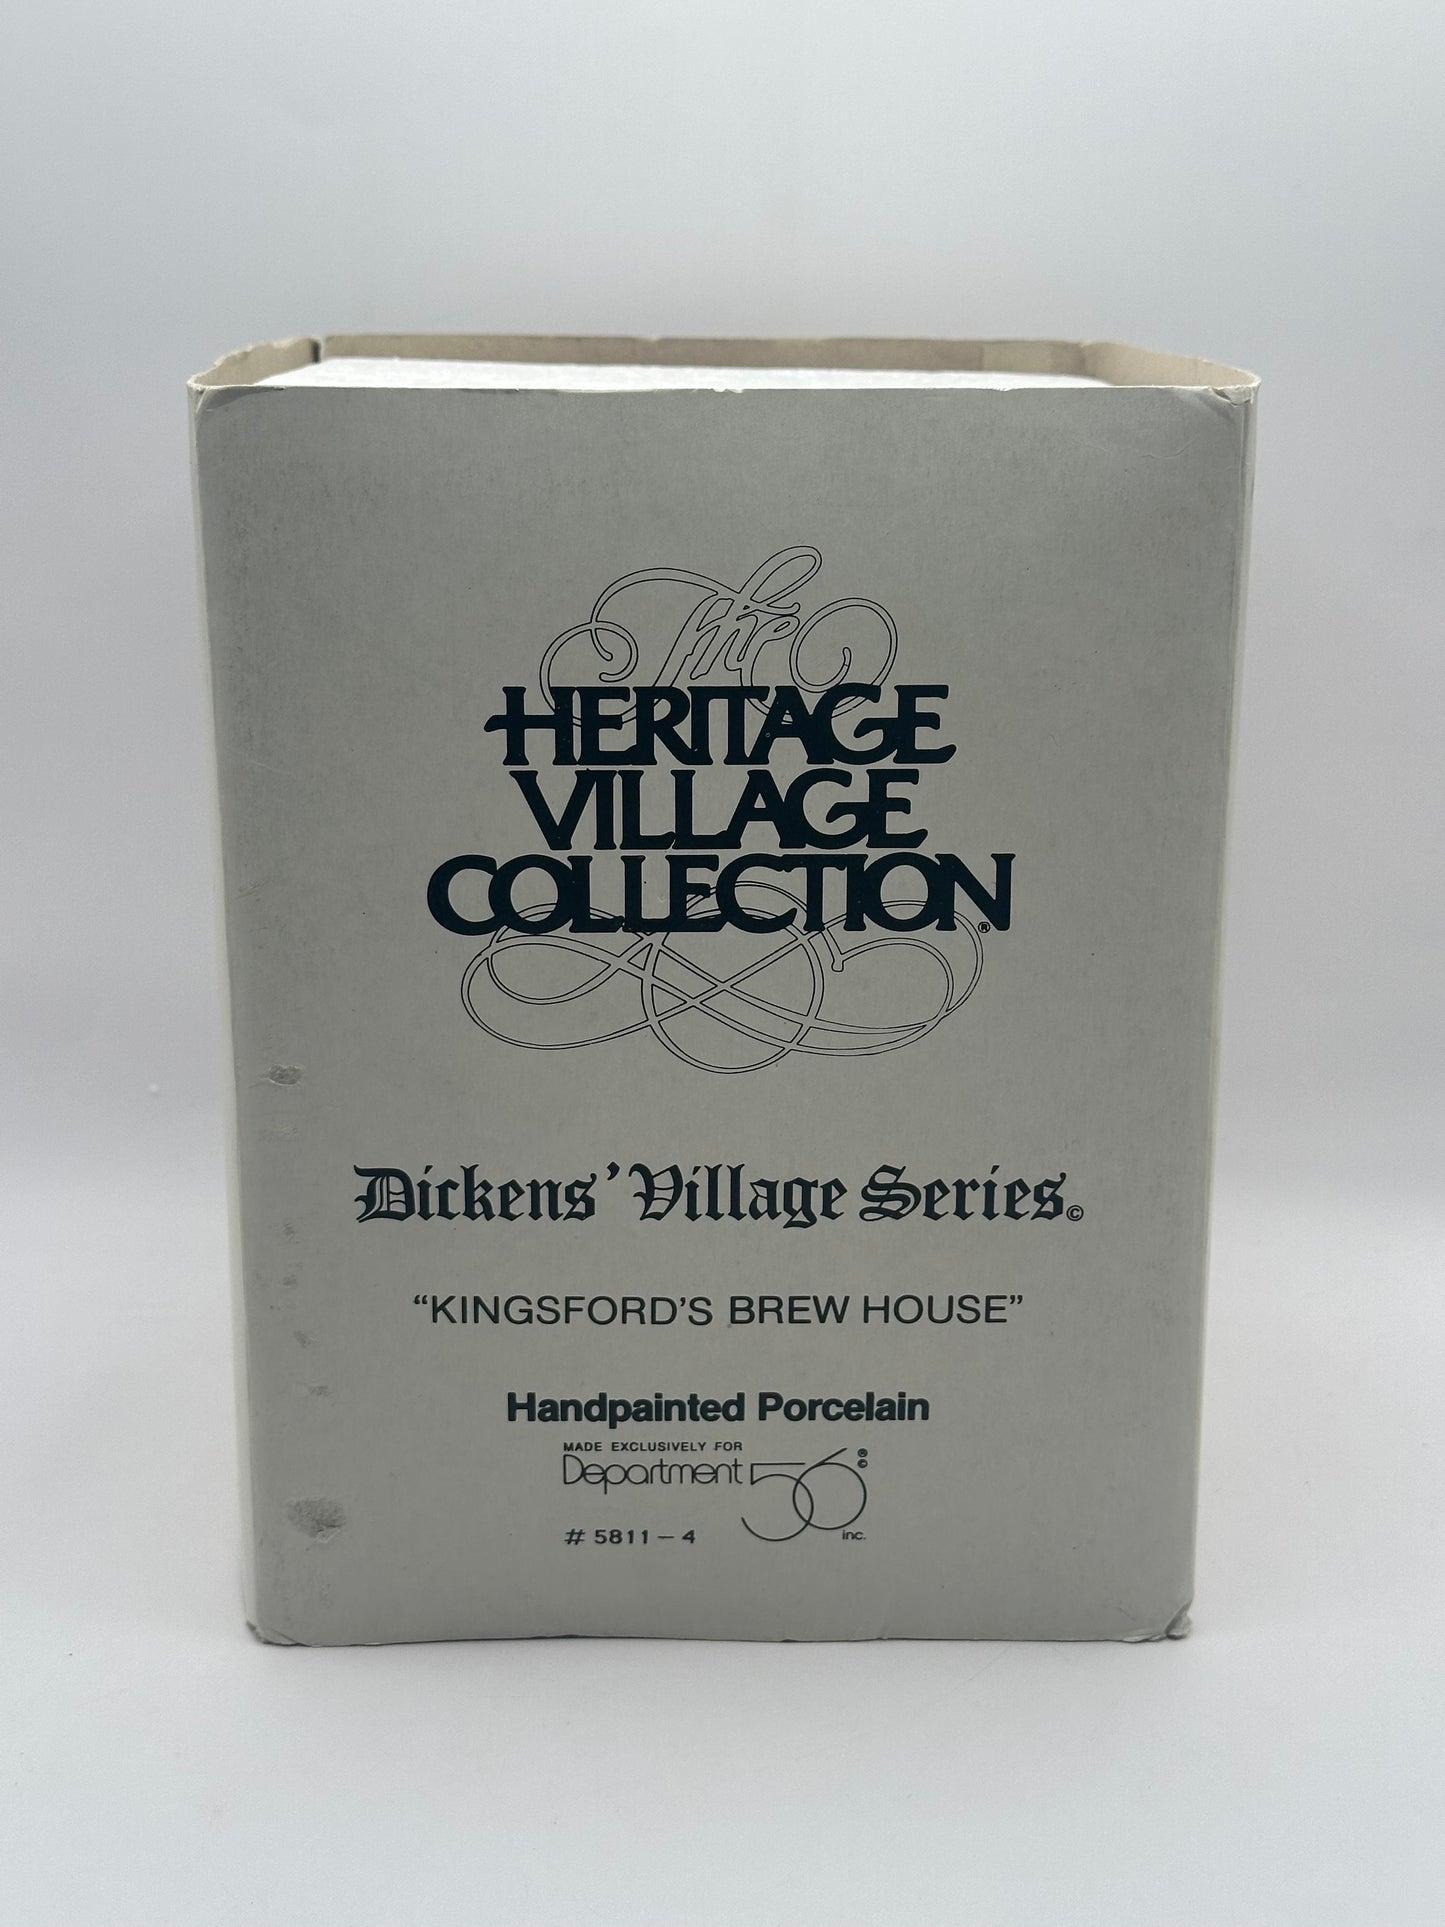 The
HERITAGE
VILLAGE
COLLECTION®
Dickens' Village Series©
“KINGSFORD'S BREW HOUSE”
Handpainted Porcelain
MADE EXCLUSIVELY FOR
Department 56 ® ©
inc.
# 5811 – 4